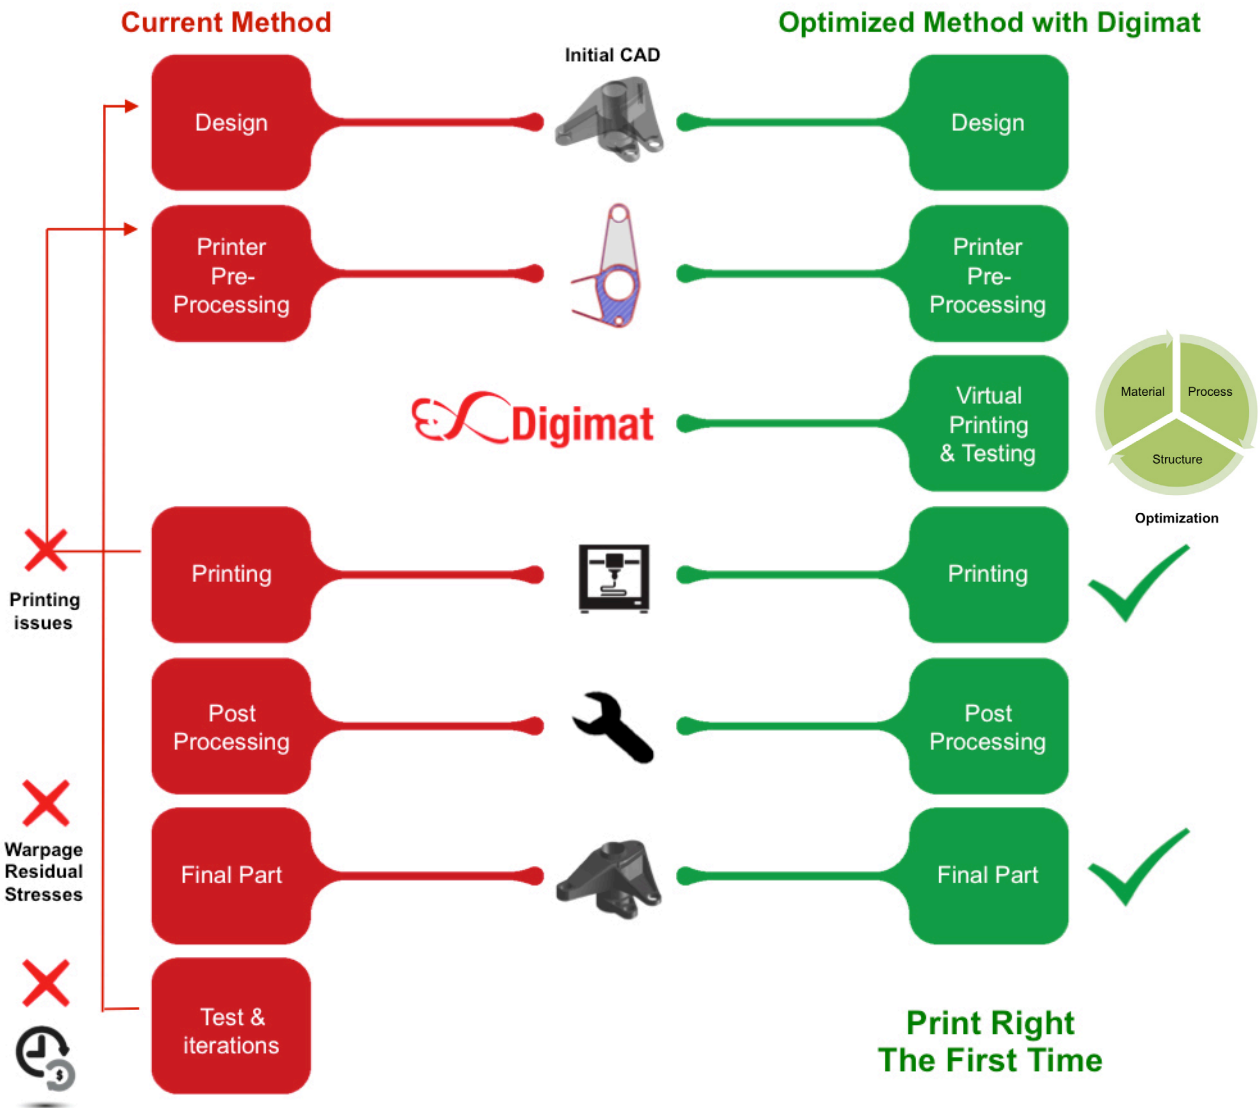 Current Method
Optimized Method with Digimat
Initial CAD
Design
Design
Printer
Pre-
Processing
Printer
Pre-
Processing
Digimat
Virtual
Printing
& Testing
Material
Process
Structure
Optimization
Printing
issues
Printing
Printing
Post
Processing
Post
Processing
Warpage
Residual
Stresses
Final Part
Final Part
Test &
iterations
$
Print Right
The First Time